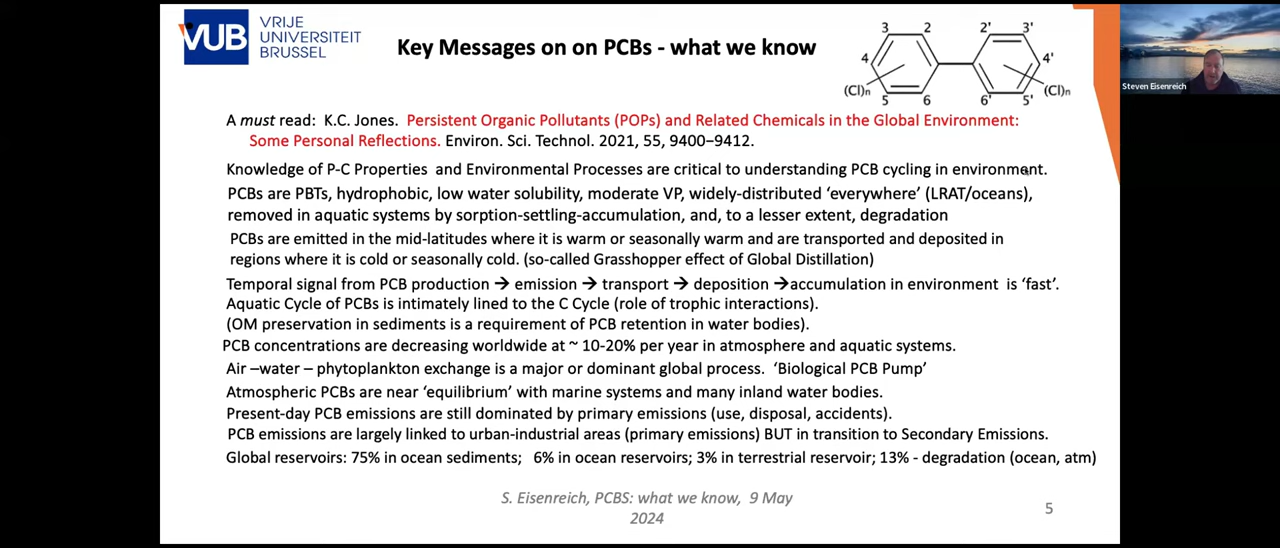 VUB
VRIJE
UNIVERSITEIT
BRUSSEL
Key Messages on on PCBs - what we know
3
2
2'
3'
4
4'
(Cl)n
(Cl)n
5
6
6'
5'
Steven Eisenreich
A must read: K.C. Jones. Persistent Organic Pollutants (POPs) and Related Chemicals in the Global Environment:
Some Personal Reflections. Environ. Sci. Technol. 2021, 55, 9400−9412.
Knowledge of P-C Properties and Environmental Processes are critical to understanding PCB cycling in environment.
PCBs are PBTs, hydrophobic, low water solubility, moderate VP, widely-distributed ‘everywhere’ (LRAT/oceans),
removed in aquatic systems by sorption-settling-accumulation, and, to a lesser extent, degradation
PCBs are emitted in the mid-latitudes where it is warm or seasonally warm and are transported and deposited in
regions where it is cold or seasonally cold. (so-called Grasshopper effect of Global Distillation)
Temporal signal from PCB production → emission → transport → deposition →accumulation in environment is ‘fast’.
Aquatic Cycle of PCBs is intimately lined to the C Cycle (role of trophic interactions).
(OM preservation in sediments is a requirement of PCB retention in water bodies).
PCB concentrations are decreasing worldwide at ~ 10-20% per year in atmosphere and aquatic systems.
Air –water – phytoplankton exchange is a major or dominant global process. ‘Biological PCB Pump’
Atmospheric PCBs are near ‘equilibrium’ with marine systems and many inland water bodies.
Present-day PCB emissions are still dominated by primary emissions (use, disposal, accidents).
PCB emissions are largely linked to urban-industrial areas (primary emissions) BUT in transition to Secondary Emissions.
Global reservoirs: 75% in ocean sediments; 6% in ocean reservoirs; 3% in terrestrial reservoir; 13% - degradation (ocean, atm)
S. Eisenreich, PCBS: what we know, 9 May
2024
5